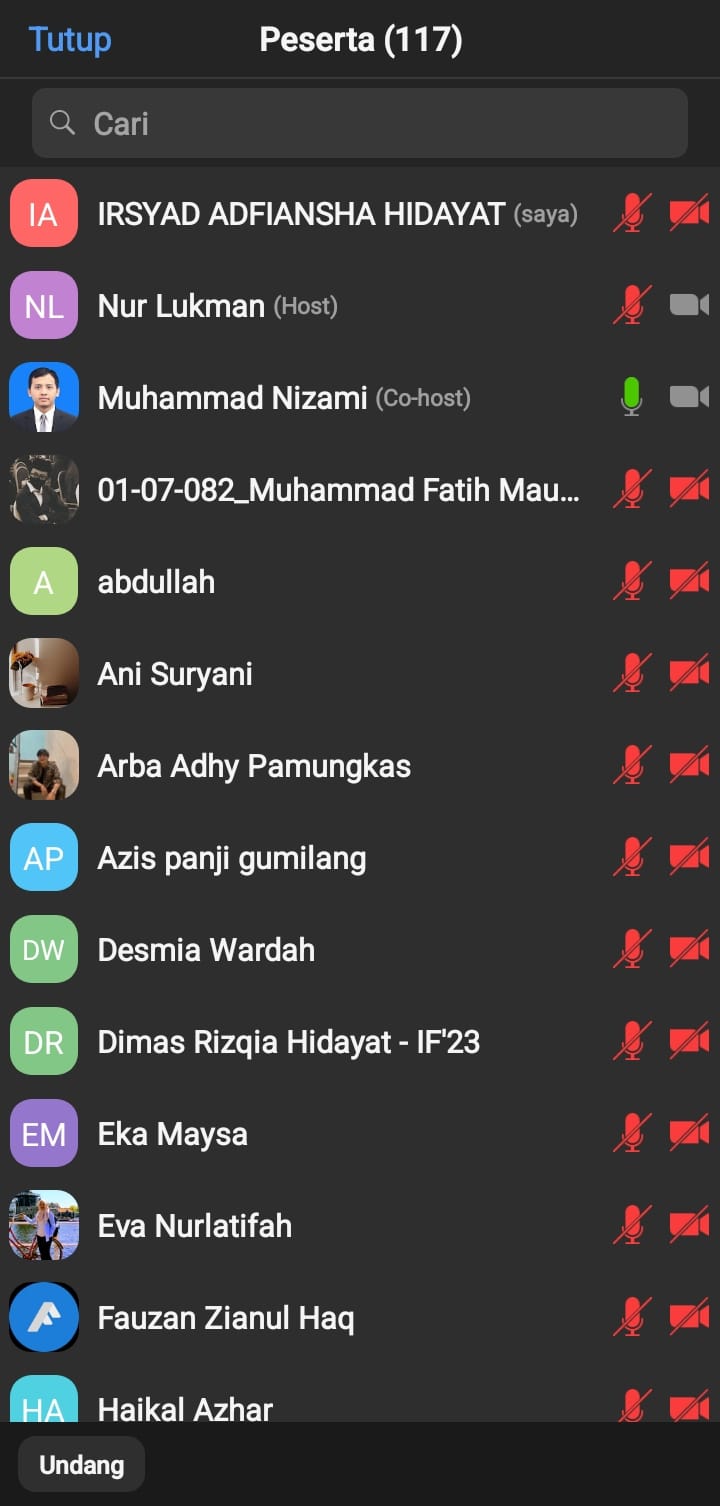 Tutup Peserta (117)
Cari
IA IRSYAD ADFIANSHA HIDAYAT (saya)
NL Nur Lukman (Host)
Muhammad Nizami (Co-host)
01-07-082_Muhammad Fatih Mau...
A abdullah
Ani Suryani
Arba Adhy Pamungkas
AP Azis panji gumilang
DW Desmia Wardah
DR Dimas Rizqia Hidayat - IF'23
EM Eka Maysa
Eva Nurlatifah
Fauzan Zianul Haq
HA Haikal Azhar
Undang